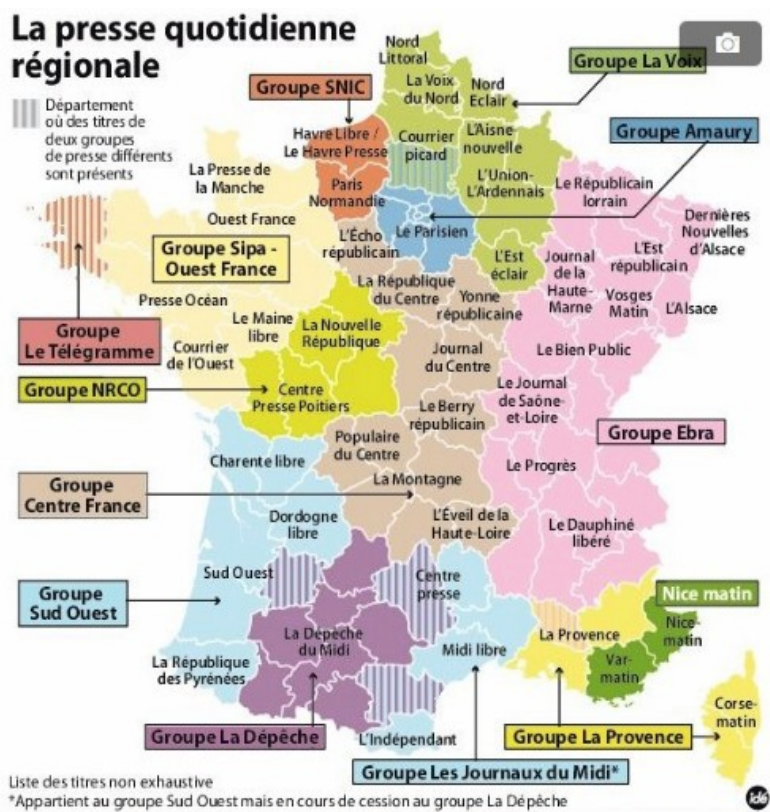 La presse quotidienne
régionale
Département
où des titres de
deux groupes
de presse différents
sont présents
Nord
Littoral
La Voix
du Nord
Nord
Eclair
Groupe La Voix
Groupe SNIC
Havre Libre /
Le Havre Presse
Courrier
picard
L'Aisne
nouvelle
Groupe Amaury
La Presse de
la Manche
Paris
Normandie
L'Union-
L'Ardennais
Le Républicain
lorrain
Ouest France
Dernières
Nouvelles
d'Alsace
Groupe Sipa -
Ouest France
L'Écho
républicain
Le Parisien
L'Est
éclair
Journal
de la
Haute-
Marne
L'Est
républicain
Vosges
Matin
L'Alsace
La République
du Centre
Yonne
républicaine
Presse Océan
Le Maine
libre
La Nouvelle
République
Groupe
Le Télégramme
Courrier
de l'Ouest
Journal
du Centre
Le Bien Public
Groupe NRCO
Centre
Presse Poitiers
Le Berry
républicain
Le Journal
de Saône-
et-Loire
Groupe Ebra
Populaire
du Centre
Charente libre
La Montagne
Le Progrès
Groupe
Centre France
Dordogne
libre
L'Éveil de la
Haute-Loire
Le Dauphiné
libéré
Sud Ouest
Centre
presse
Groupe
Sud Ouest
Nice matin
La Dépêche
du Midi
La Provence
Nice-
matin
Midi libre
La République
des Pyrénées
Var-
matin
Corse-
matin
Groupe La Dépêche
L'Indépendant
Groupe La Provence
Groupe Les Journaux du Midi*
Liste des titres non exhaustive
*Appartient au groupe Sud Ouest mais en cours de cession au groupe La Dépêche
idé